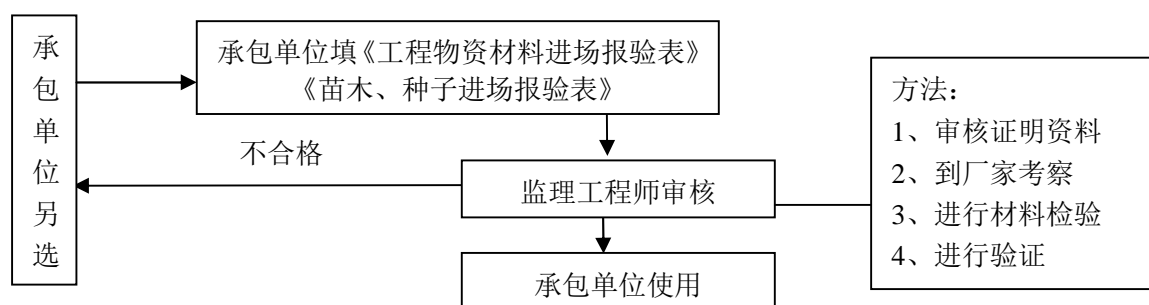 承包单位另选
承包单位填《工程物资材料进场报验表》
《苗木、种子进场报验表》
不合格
监理工程师审核
承包单位使用
方法：
1、审核证明资料
2、到厂家考察
3、进行材料检验
4、进行验证